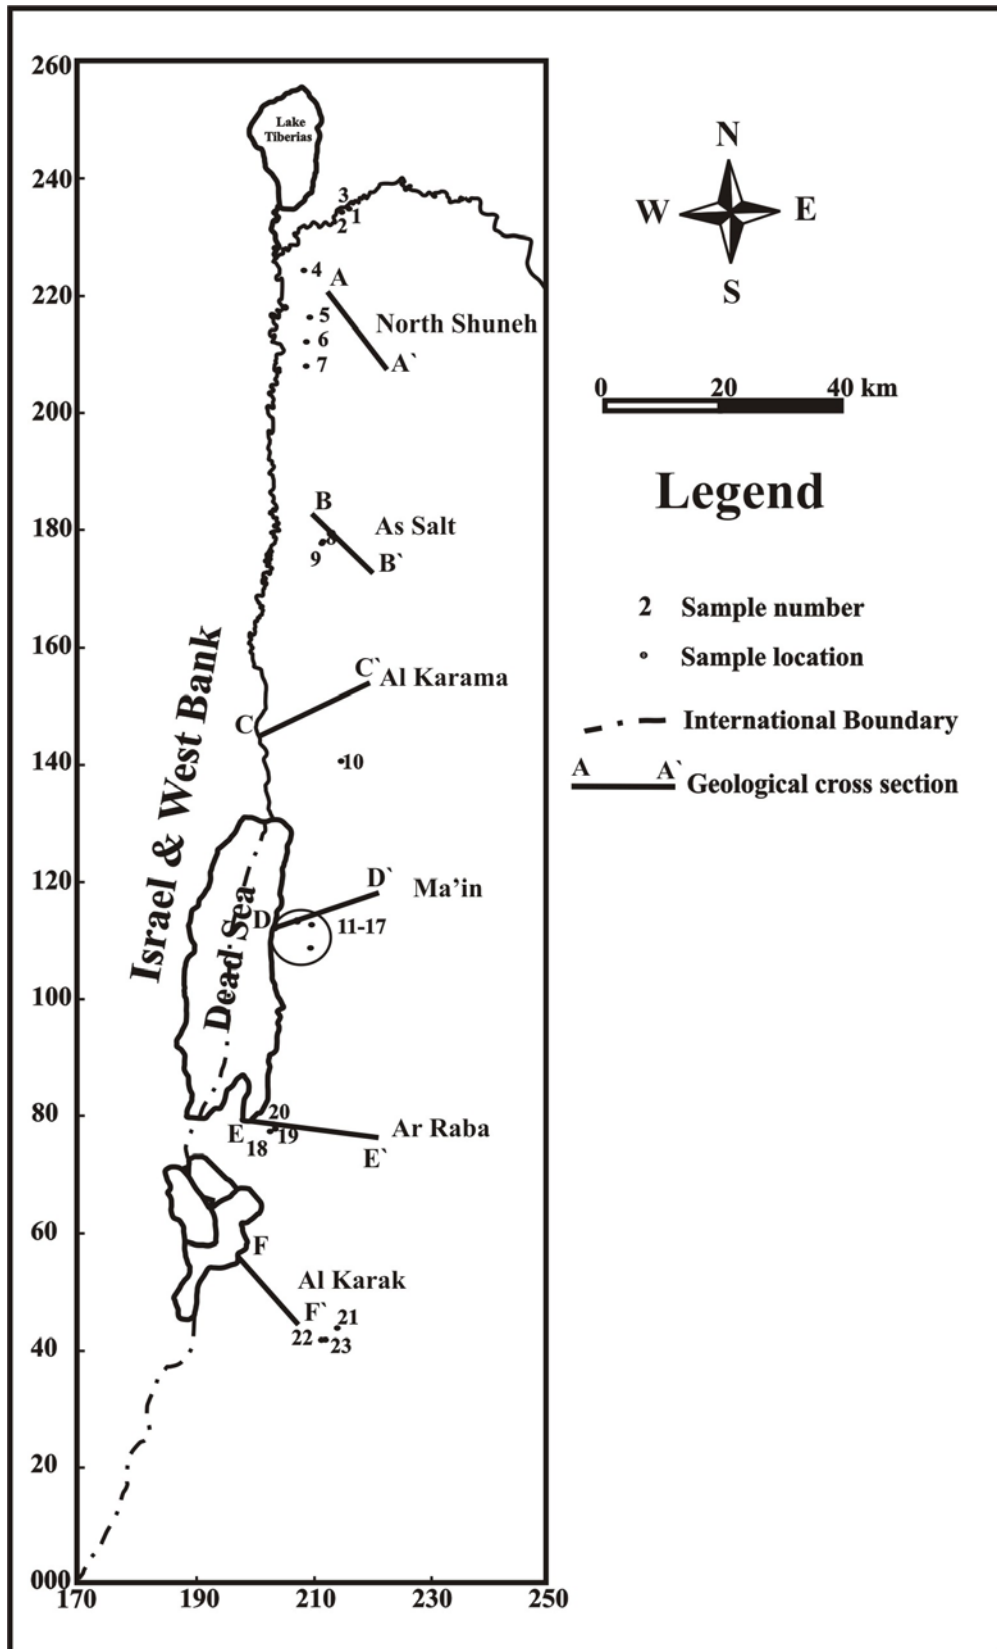 260
Lake
Tiberias
240
3
1
2
4
A
220
5
North Shuneh
6
7
A`
200
B
180
As Salt
8
9
B`
160
C`
Al Karama
C
140
10
Israel & West Bank
120
D`
Ma’in
D
11-17
Dead Sea
100
80
20
E
18
19
Ar Raba
E`
60
F
Al Karak
F`
21
22
23
40
20
000
170
190
210
230
250
N
W
E
S
0
20
40 km
Legend
2 Sample number
Sample location
International Boundary
A A` Geological cross section